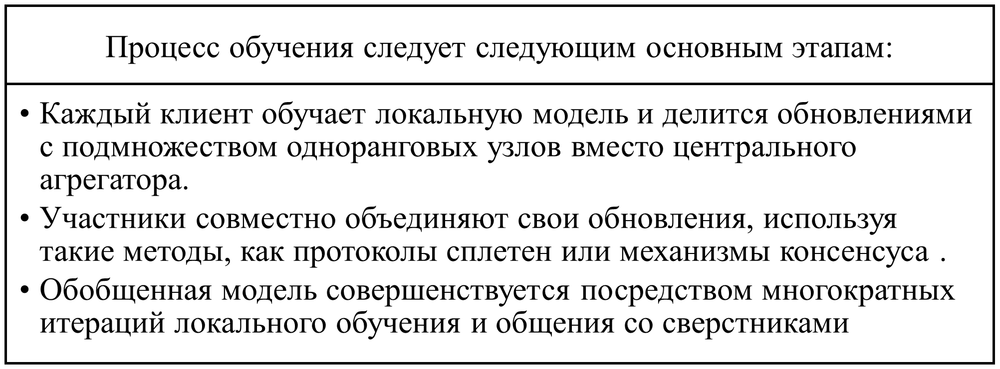 Процесс обучения следует следующим основным этапам:
• Каждый клиент обучает локальную модель и делится обновлениями
с подмножеством одноранговых узлов вместо центрального
агрегатора.
• Участники совместно объединяют свои обновления, используя
такие методы, как протоколы сплетен или механизмы консенсуса .
• Обобщенная модель совершенствуется посредством многократных
итераций локального обучения и общения со сверстниками